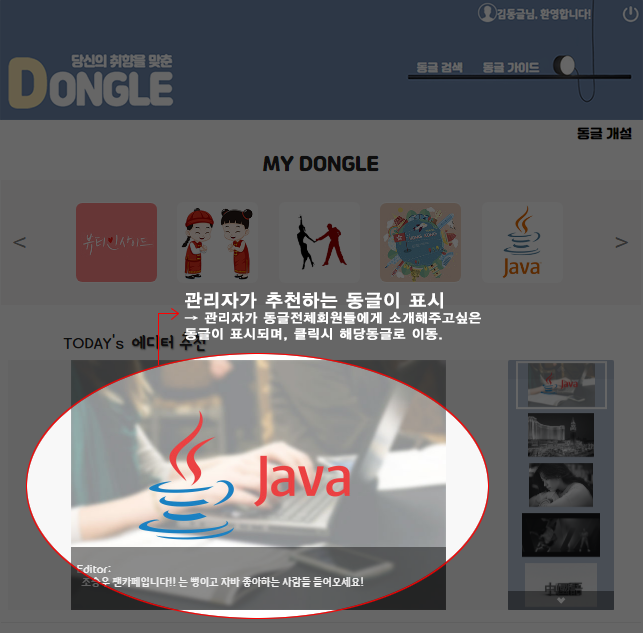 김동글님, 환영합니다!
당신의 취향을 맞춘
DONGLE
동글 검색 동글 가이드
동글 개설
MY DONGLE
<
뷰티인사이드
Java
>
관리자가 추천하는 동글이 표시
→ 관리자가 동글전체회원들에게 소개해주고싶은
동글이 표시되며, 클릭시 해당동글로 이동.
TODAY's 에디터 추천
Java
Java
Editor:
조승우 팬카페입니다!! 는 뻥이고 자바 좋아하는 사람들 들어오세요!